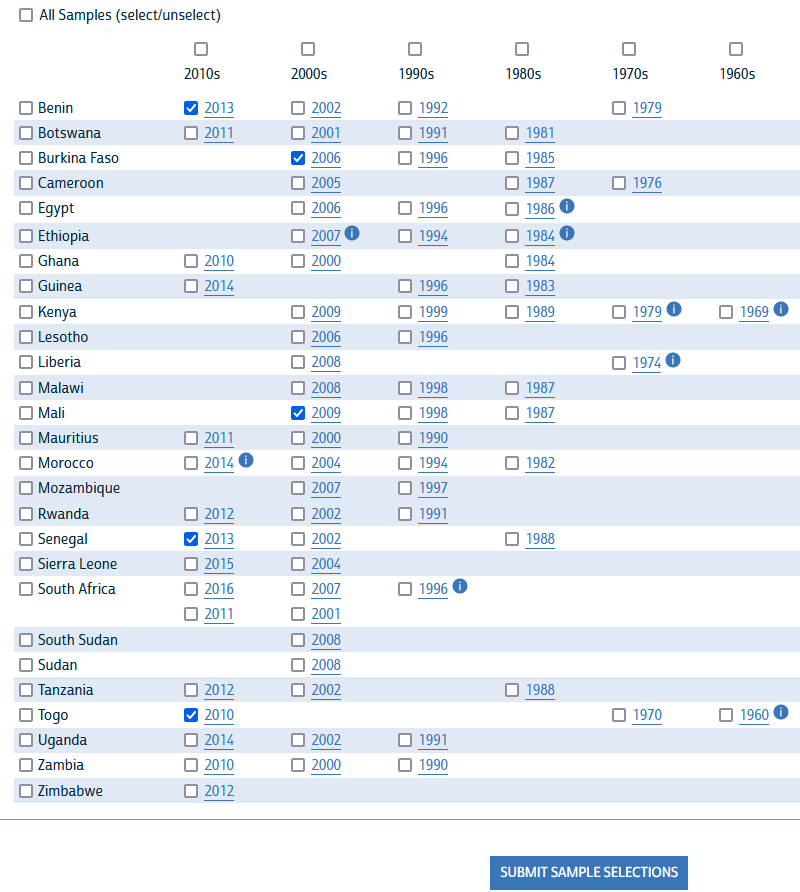 All Samples (select/unselect)
2010s 2000s 1990s 1980s 1970s 1960s
Benin 2013 2002 1992 1979
Botswana 2011 2001 1991 1981
Burkina Faso 2006 1996 1985
Cameroon 2005 1987 1976
Egypt 2006 1996 1986 i
Ethiopia 2007 i 1994 1984 i
Ghana 2010 2000 1984
Guinea 2014 1996 1983
Kenya 2009 1999 1989 1979 i 1969 i
Lesotho 2006 1996
Liberia 2008 1974 i
Malawi 2008 1998 1987
Mali 2009 1998 1987
Mauritius 2011 2000 1990
Morocco 2014 i 2004 1994 1982
Mozambique 2007 1997
Rwanda 2012 2002 1991
Senegal 2013 2002 1988
Sierra Leone 2015 2004
South Africa 2016 2007 1996 i
2011 2001
South Sudan 2008
Sudan 2008
Tanzania 2012 2002 1988
Togo 2010 1970 1960 i
Uganda 2014 2002 1991
Zambia 2010 2000 1990
Zimbabwe 2012
SUBMIT SAMPLE SELECTIONS